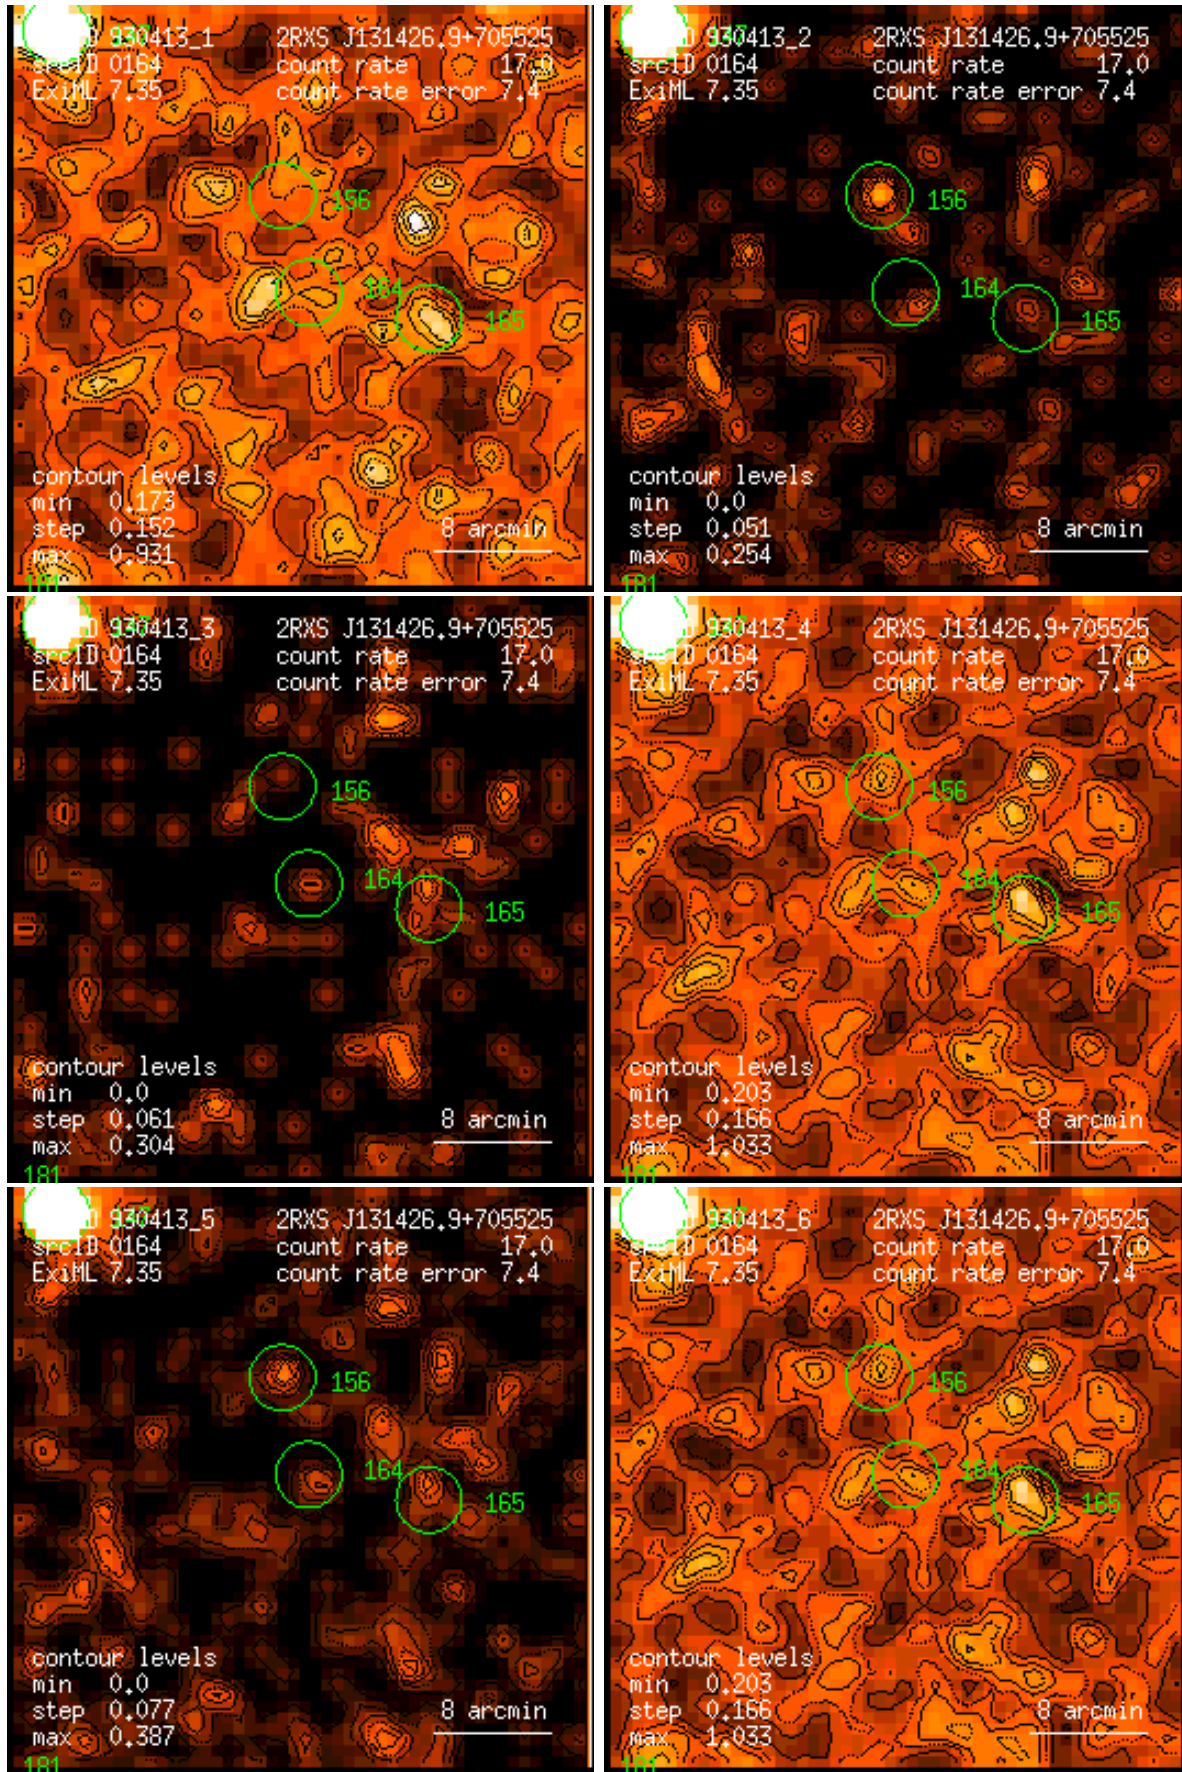 930413_1 2RXS J131426.9+705525
srcID 0164 count rate 17.0
ExiML 7.35 count rate error 7.4
156
164
165
contour levels
min 0.173
step 0.152 8 arcmin
max 0.931
181
930413_2 2RXS J131426.9+705525
srcID 0164 count rate 17.0
ExiML 7.35 count rate error 7.4
156
164
165
contour levels
min 0.0
step 0.051 8 arcmin
max 0.254
181
930413_3 2RXS J131426.9+705525
srcID 0164 count rate 17.0
ExiML 7.35 count rate error 7.4
156
164
165
contour levels
min 0.0
step 0.061 8 arcmin
max 0.304
181
930413_4 2RXS J131426.9+705525
srcID 0164 count rate 17.0
ExiML 7.35 count rate error 7.4
156
164
165
contour levels
min 0.203
step 0.166 8 arcmin
max 1.033
181
930413_5 2RXS J131426.9+705525
srcID 0164 count rate 17.0
ExiML 7.35 count rate error 7.4
156
164
165
contour levels
min 0.0
step 0.077 8 arcmin
max 0.387
181
930413_6 2RXS J131426.9+705525
srcID 0164 count rate 17.0
ExiML 7.35 count rate error 7.4
156
164
165
contour levels
min 0.203
step 0.166 8 arcmin
max 1.033
181